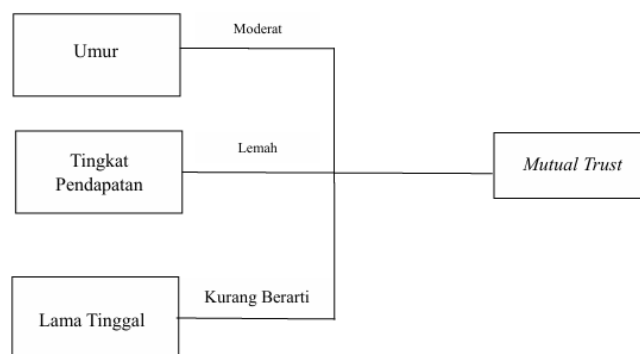 Moderat
Umur
Lemah
Tingkat
Pendapatan
Mutual Trust
Kurang Berarti
Lama Tinggal